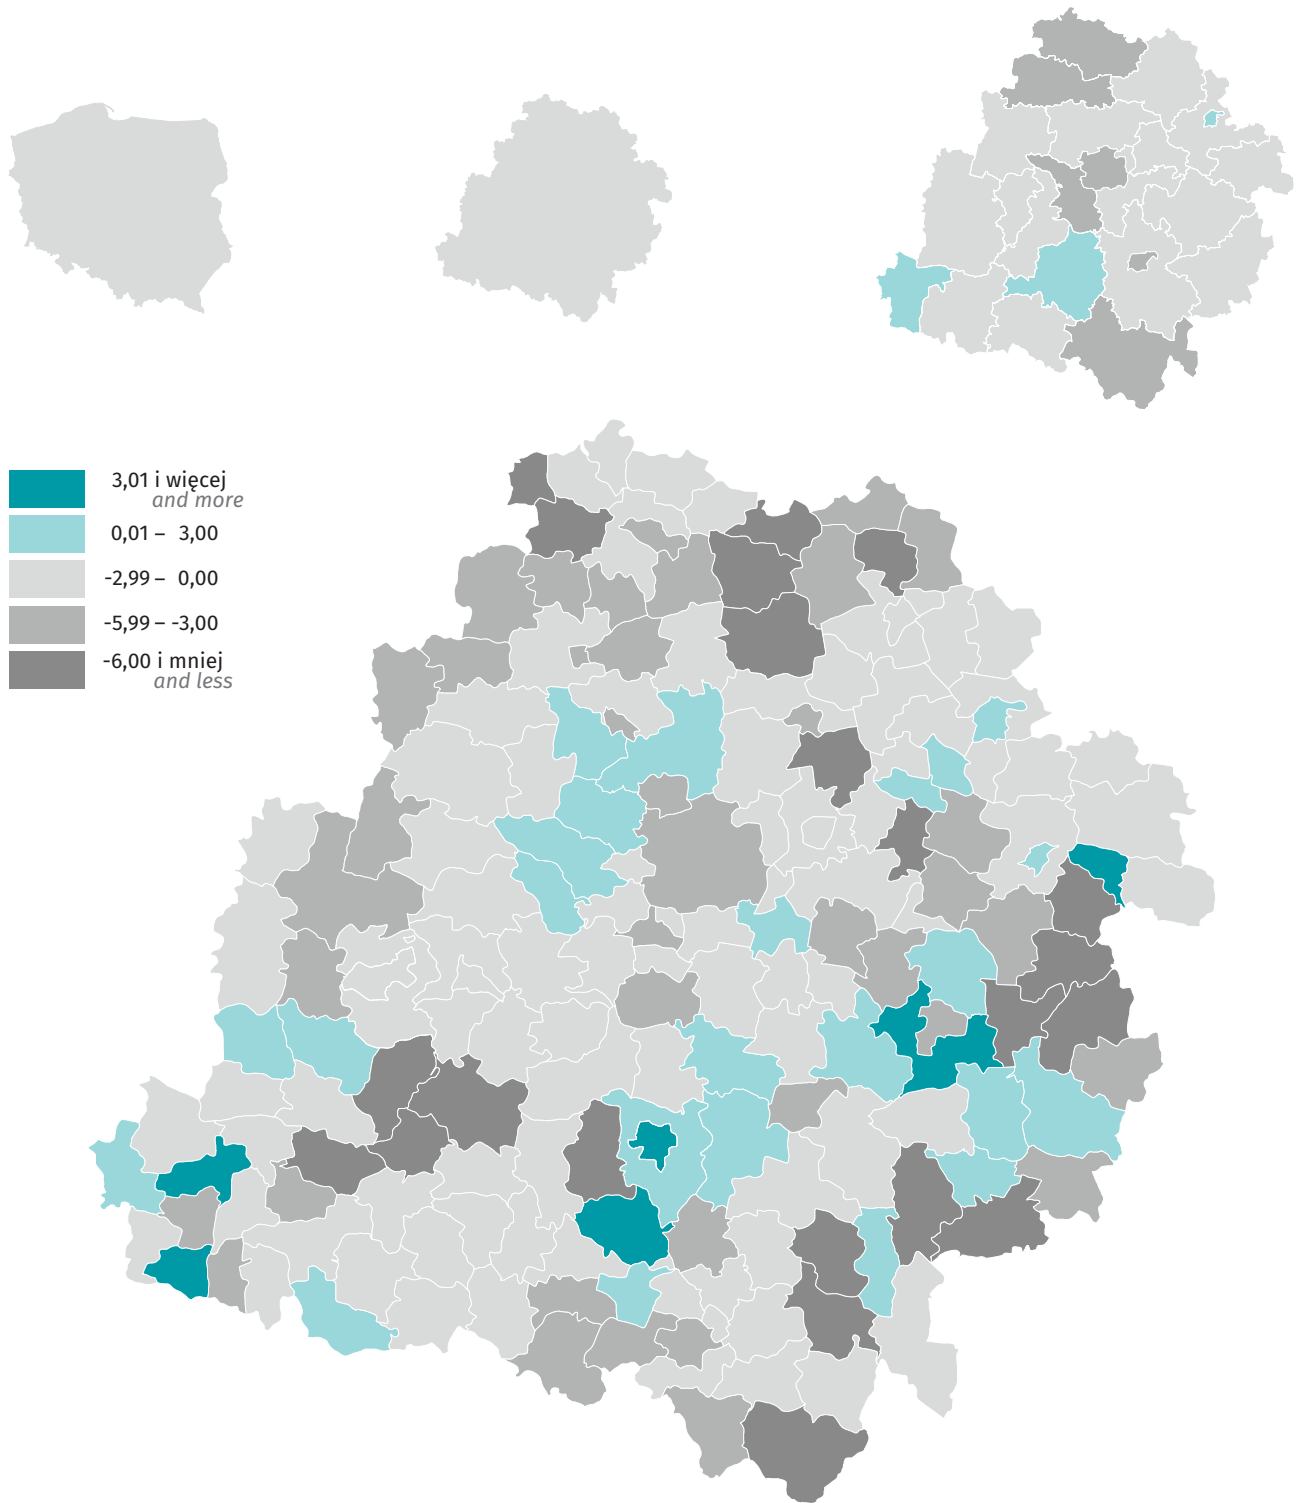 3,01 i więcej
and more
0,01 – 3,00
-2,99 – 0,00
-5,99 – -3,00
-6,00 i mniej
and less